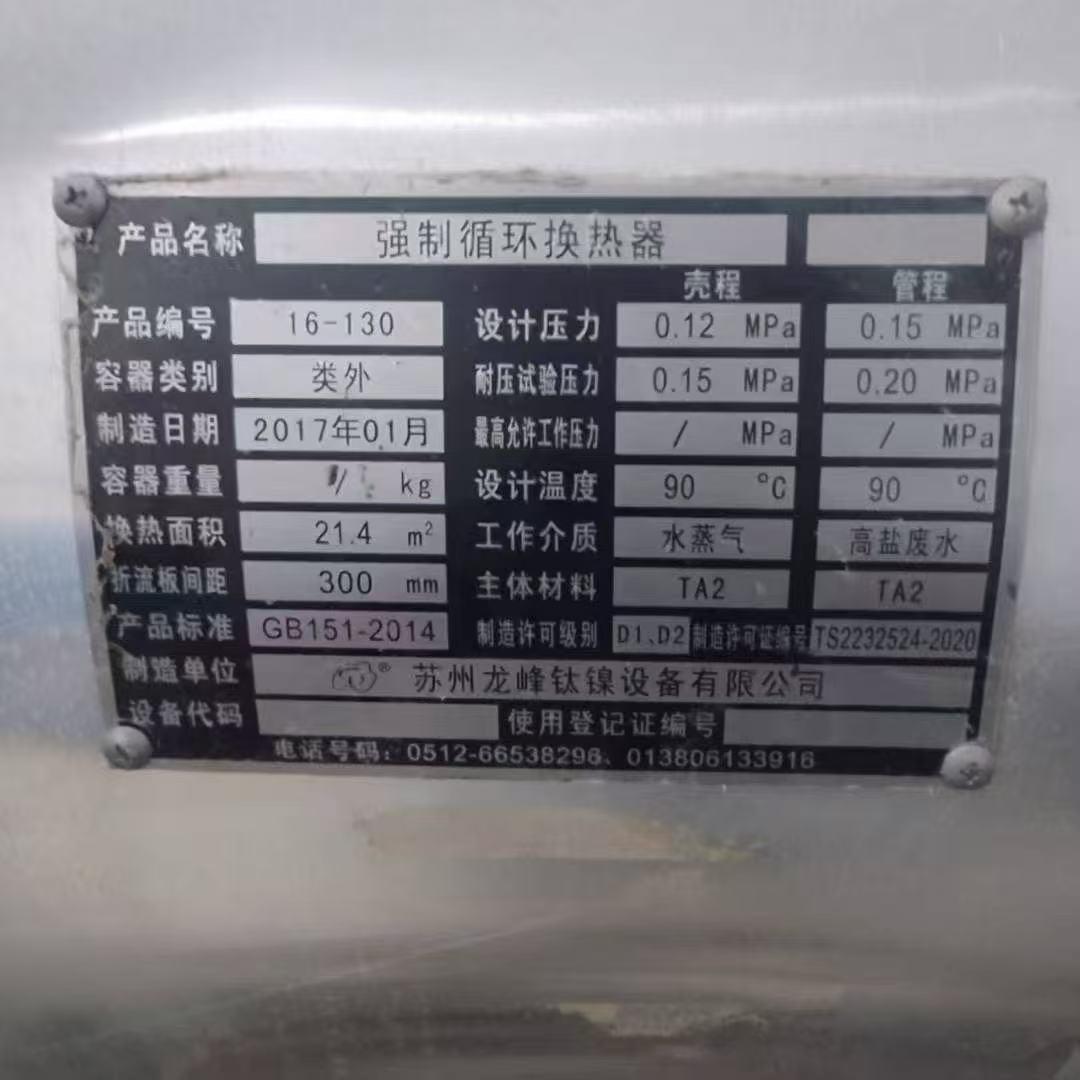 产品名称 强制循环换热器
壳程 管程
产品编号 16-130 设计压力 0.12 MPa 0.15 MPa
容器类别 类外 耐压试验压力 0.15 MPa 0.20 MPa
制造日期 2017年01月 最高允许工作压力 / MPa / MPa
容器重量 / kg 设计温度 90 ℃ 90 ℃
换热面积 21.4 m² 工作介质 水蒸气 高盐废水
折流板间距 300 mm 主体材料 TA2 TA2
产品标准 GB151-2014 制造许可级别 D1、D2 制造许可证编号 TS2232524-2020
制造单位 ® 苏州龙峰钛镍设备有限公司
设备代码 使用登记证编号
电话号码：0512-66538296、013806133916